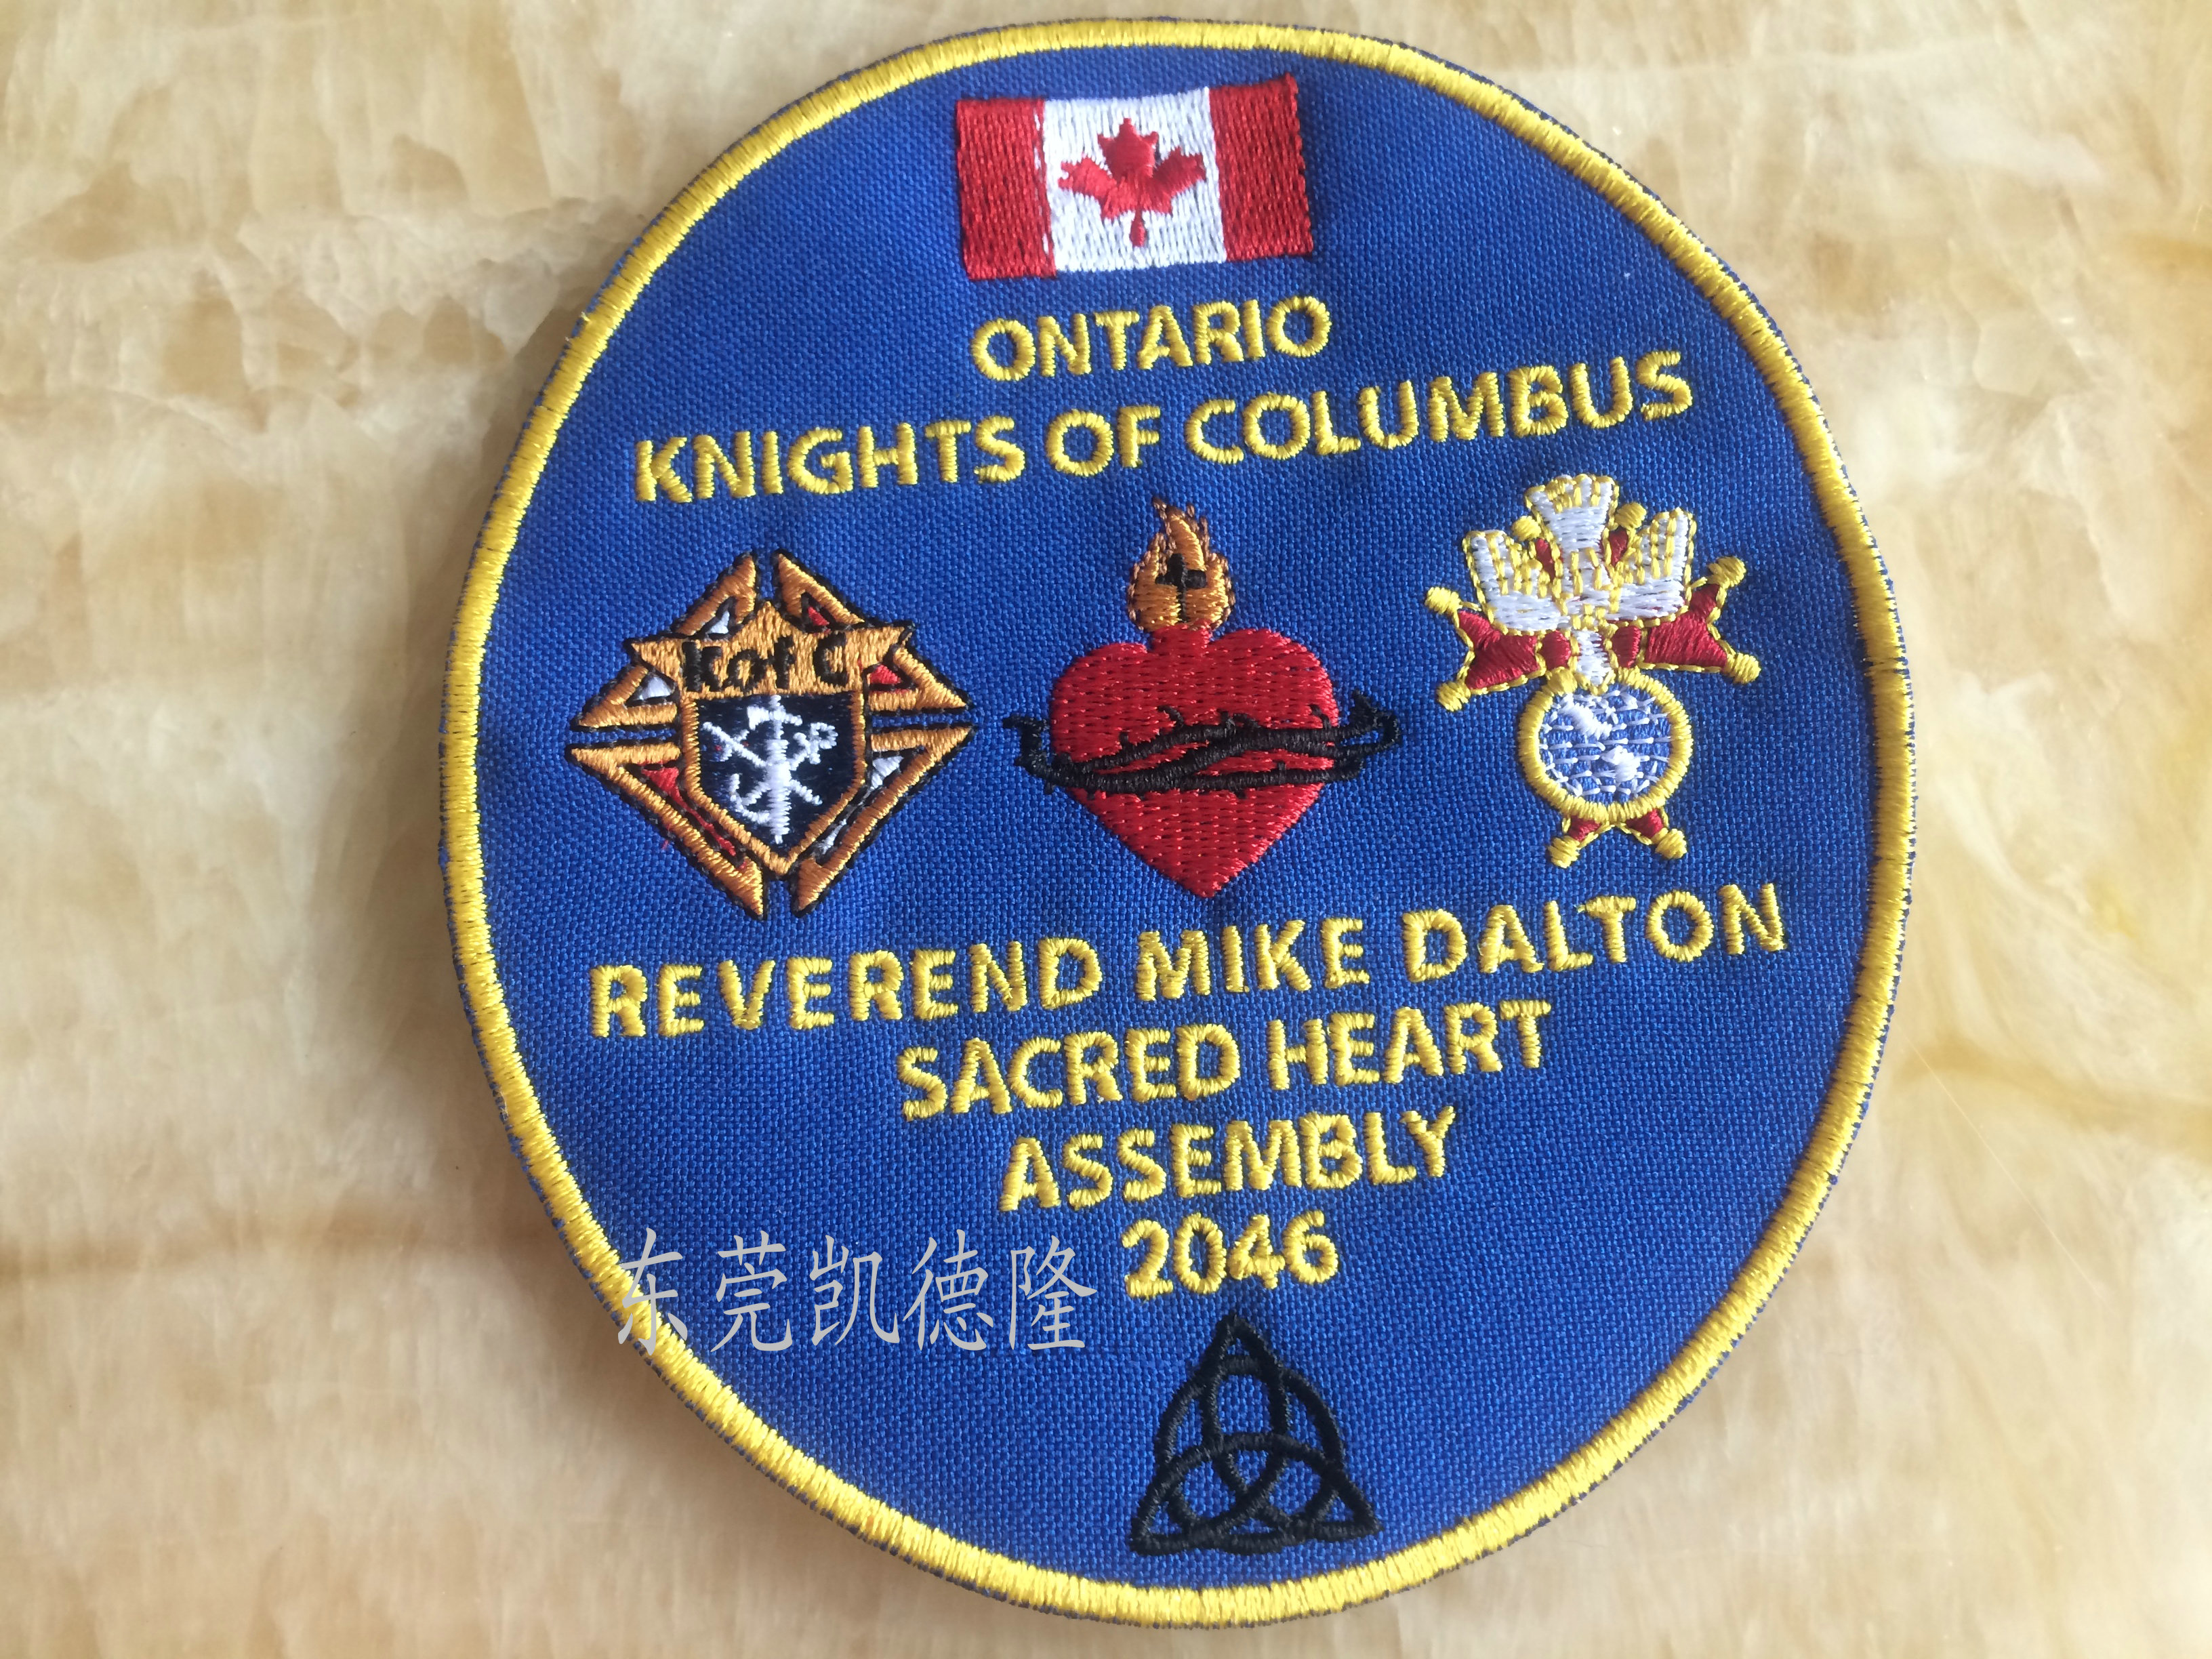 ONTARIO
KNIGHTS OF COLUMBUS
K of C
REVEREND MIKE DALTON
SACRED HEART
ASSEMBLY
2046
东莞凯德隆